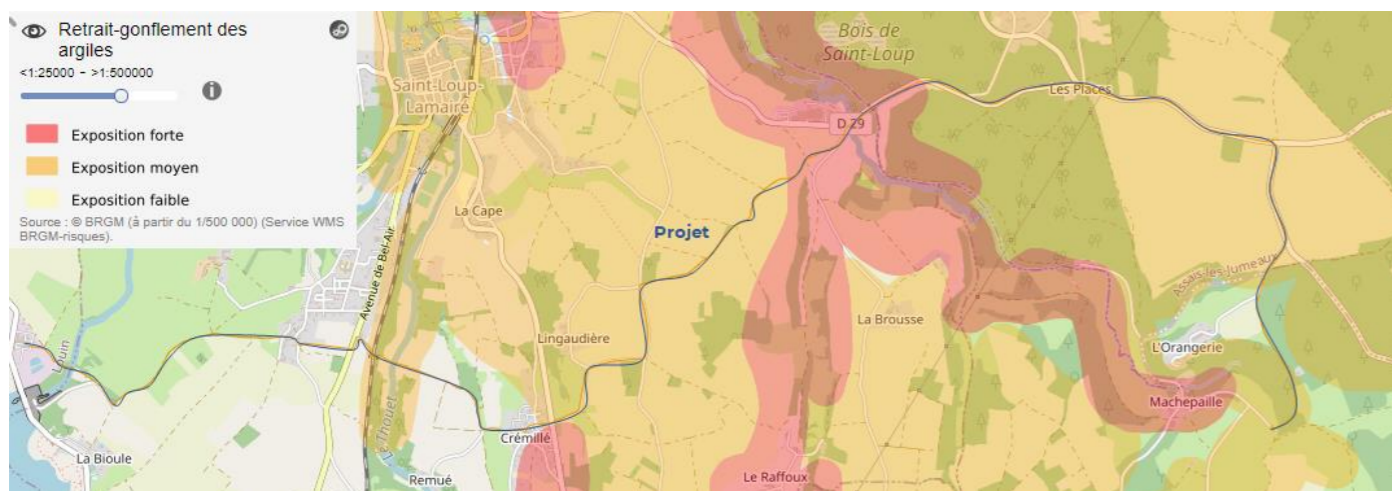 Retrait-gonflement des
argiles
<1:25000 - >1:500000
Exposition forte
Exposition moyen
Exposition faible
Source : © BRGM (à partir du 1/500 000) (Service WMS
BRGM-risques).
Bois de
Saint-Loup
Saint-Loup-
Lamairé
Les Places
D 29
La Cape
Projet
Avenue de Bel-Air
Assais-les-Jumeaux
La Brousse
Lingaudière
Louin
L'Orangerie
Le Thouet
Machepaille
Crémillé
La Bioule
Remué
Le Raffoux